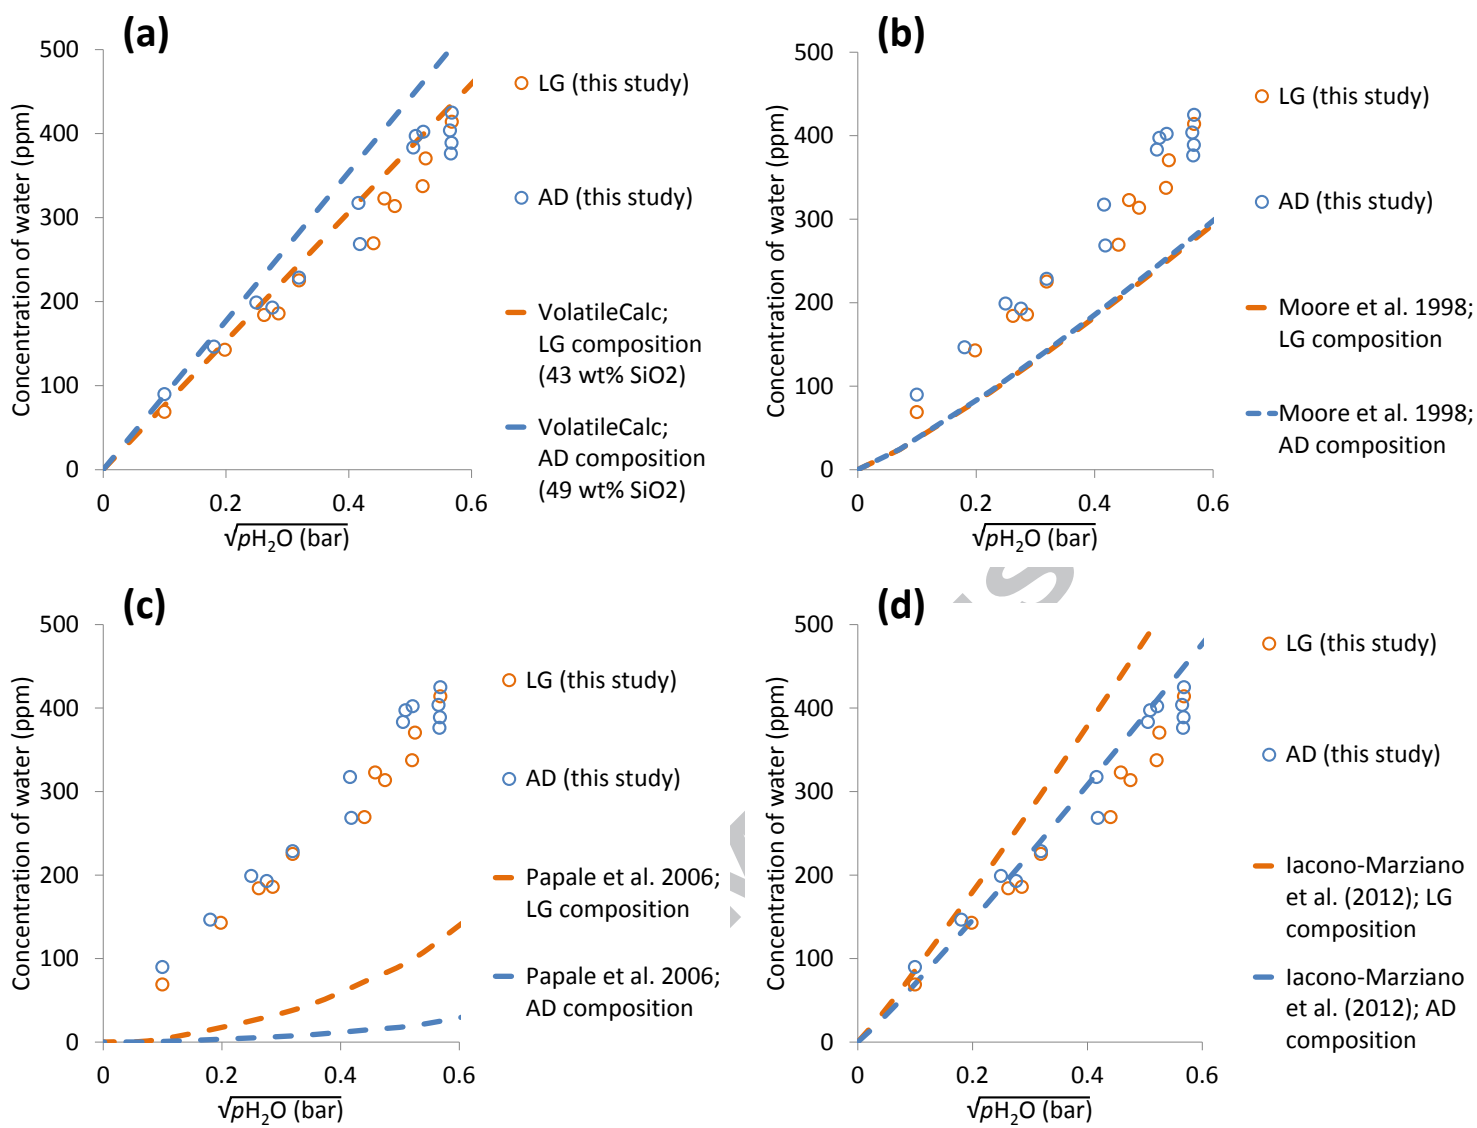 (a)
500
400
300
200
100
0
0
0.2
0.4
0.6
Concentration of water (ppm)
√pH₂O (bar)
LG (this study)
AD (this study)
VolatileCalc;
LG composition
(43 wt% SiO2)
VolatileCalc;
AD composition
(49 wt% SiO2)
(b)
500
400
300
200
100
0
0
0.2
0.4
0.6
Concentration of water (ppm)
√pH₂O (bar)
LG (this study)
AD (this study)
Moore et al. 1998;
LG composition
Moore et al. 1998;
AD composition
(c)
500
400
300
200
100
0
0
0.2
0.4
0.6
Concentration of water (ppm)
√pH₂O (bar)
LG (this study)
AD (this study)
Papale et al. 2006;
LG composition
Papale et al. 2006;
AD composition
(d)
500
400
300
200
100
0
0
0.2
0.4
0.6
Concentration of water (ppm)
√pH₂O (bar)
LG (this study)
AD (this study)
Iacono-Marziano
et al. (2012); LG
composition
Iacono-Marziano
et al. (2012); AD
composition